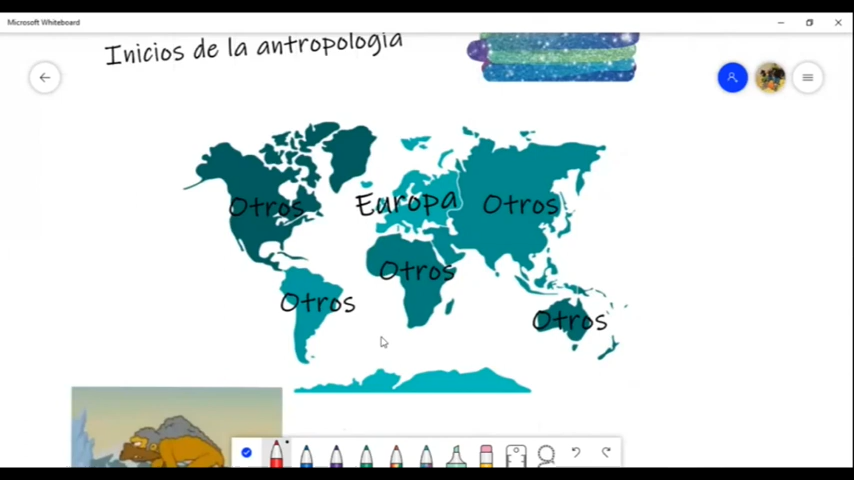 Microsoft Whiteboard
Inicios de la antropología
Otros
Europa
Otros
Otros
Otros
Otros